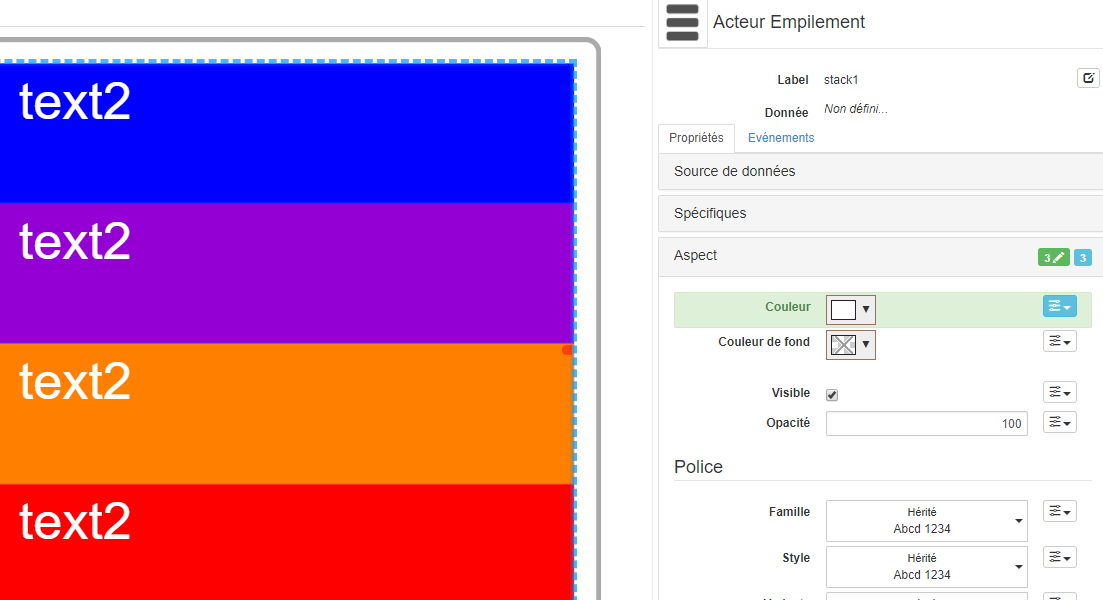 text2
text2
text2
text2
Acteur Empilement
Label stack1
Donnée Non défini...
Propriétés Evénements
Source de données
Spécifiques
Aspect 3 3
Couleur
Couleur de fond
Visible
Opacité 100
Police
Famille Hérité
Abcd 1234
Style Hérité
Abcd 1234